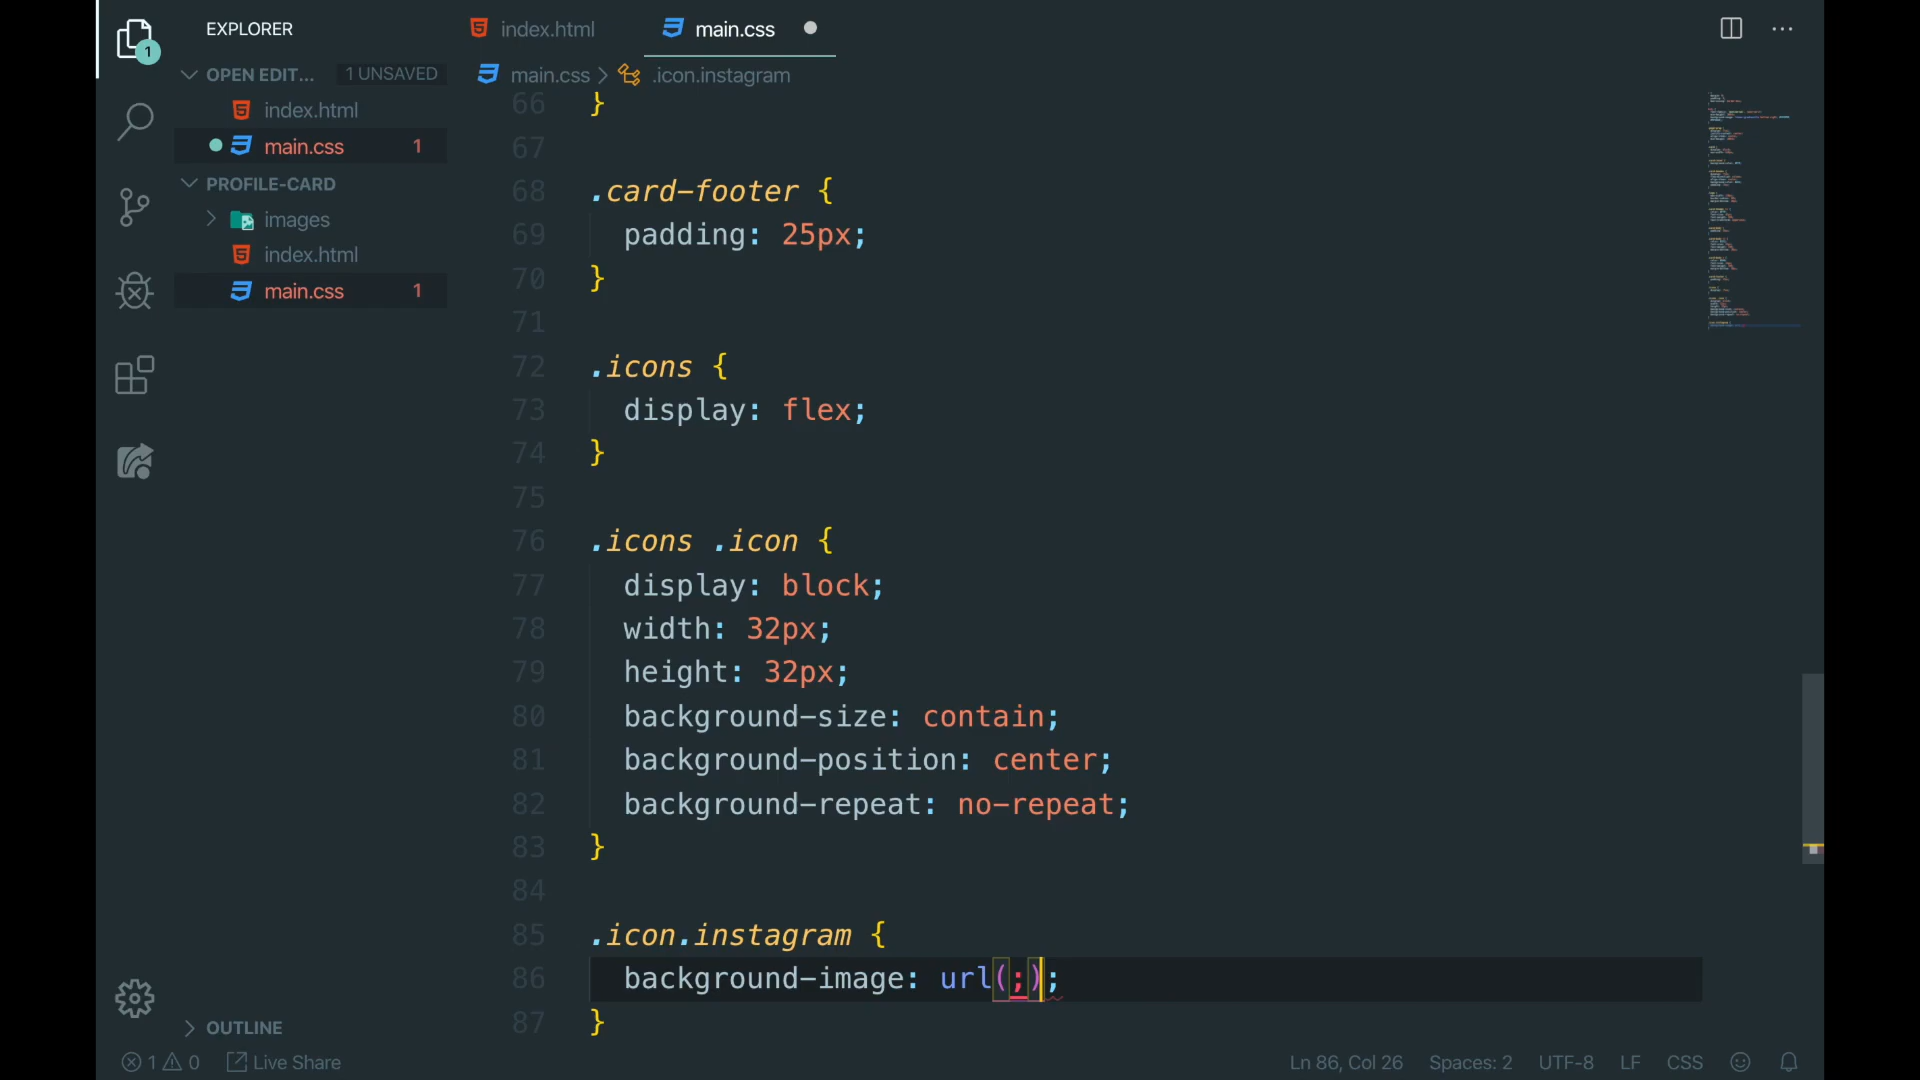 EXPLORER
index.html
main.css
OPEN EDIT...
1 UNSAVED
main.css
.icon.instagram
index.html
main.css
1
PROFILE-CARD
images
index.html
main.css
1
66 }
67
68 .card-footer {
69 padding: 25px;
70 }
71
72 .icons {
73 display: flex;
74 }
75
76 .icons .icon {
77 display: block;
78 width: 32px;
79 height: 32px;
80 background-size: contain;
81 background-position: center;
82 background-repeat: no-repeat;
83 }
84
85 .icon.instagram {
86 background-image: url(;);
87 }
1
OUTLINE
1 0
Live Share
Ln 86, Col 26
Spaces: 2
UTF-8
LF
CSS